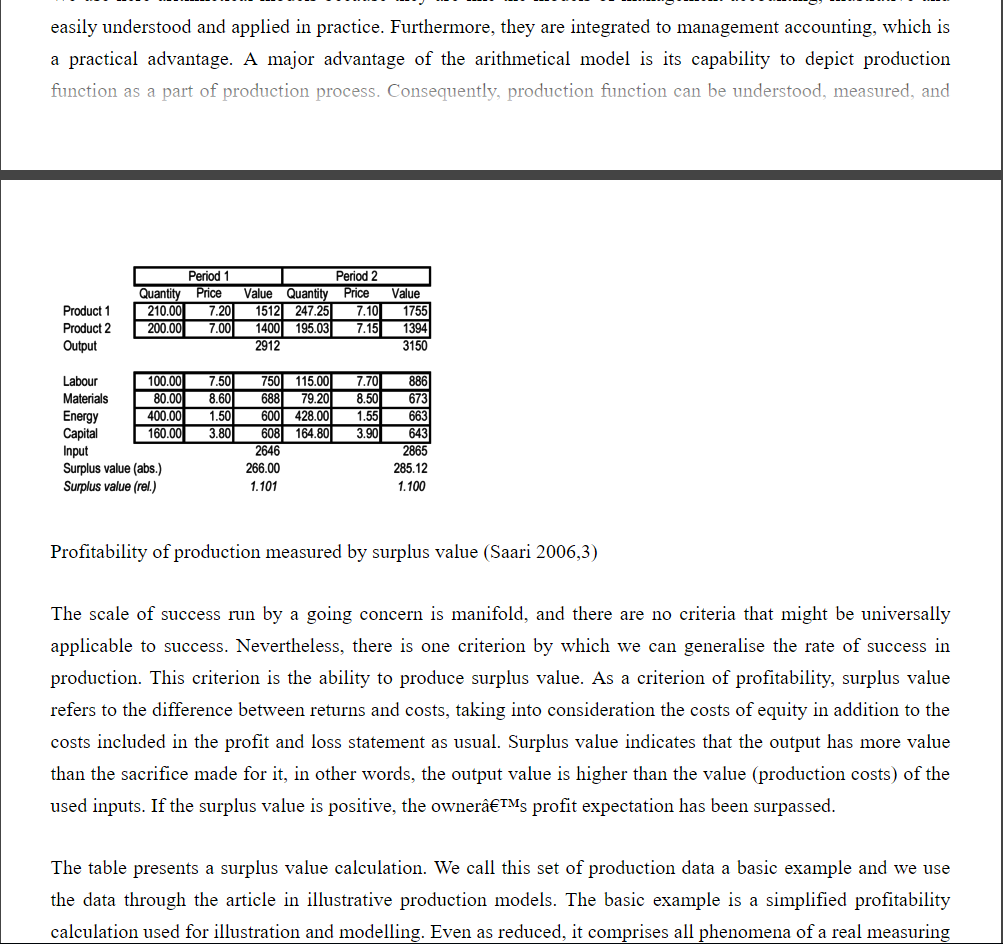 easily understood and applied in practice. Furthermore, they are integrated to management accounting, which is
a practical advantage. A major advantage of the arithmetical model is its capability to depict production
function as a part of production process. Consequently, production function can be understood, measured, and
Period 1 Period 2
Quantity Price Value Quantity Price Value
Product 1 210.00 7.20 1512 247.25 7.10 1755
Product 2 200.00 7.00 1400 195.03 7.15 1394
Output 2912 3150
Labour 100.00 7.50 750 115.00 7.70 886
Materials 80.00 8.60 688 79.20 8.50 673
Energy 400.00 1.50 600 428.00 1.55 663
Capital 160.00 3.80 608 164.80 3.90 643
Input 2646 2865
Surplus value (abs.) 266.00 285.12
Surplus value (rel.) 1.101 1.100
Profitability of production measured by surplus value (Saari 2006,3)
The scale of success run by a going concern is manifold, and there are no criteria that might be universally
applicable to success. Nevertheless, there is one criterion by which we can generalise the rate of success in
production. This criterion is the ability to produce surplus value. As a criterion of profitability, surplus value
refers to the difference between returns and costs, taking into consideration the costs of equity in addition to the
costs included in the profit and loss statement as usual. Surplus value indicates that the output has more value
than the sacrifice made for it, in other words, the output value is higher than the value (production costs) of the
used inputs. If the surplus value is positive, the ownerâ€™s profit expectation has been surpassed.
The table presents a surplus value calculation. We call this set of production data a basic example and we use
the data through the article in illustrative production models. The basic example is a simplified profitability
calculation used for illustration and modelling. Even as reduced, it comprises all phenomena of a real measuring